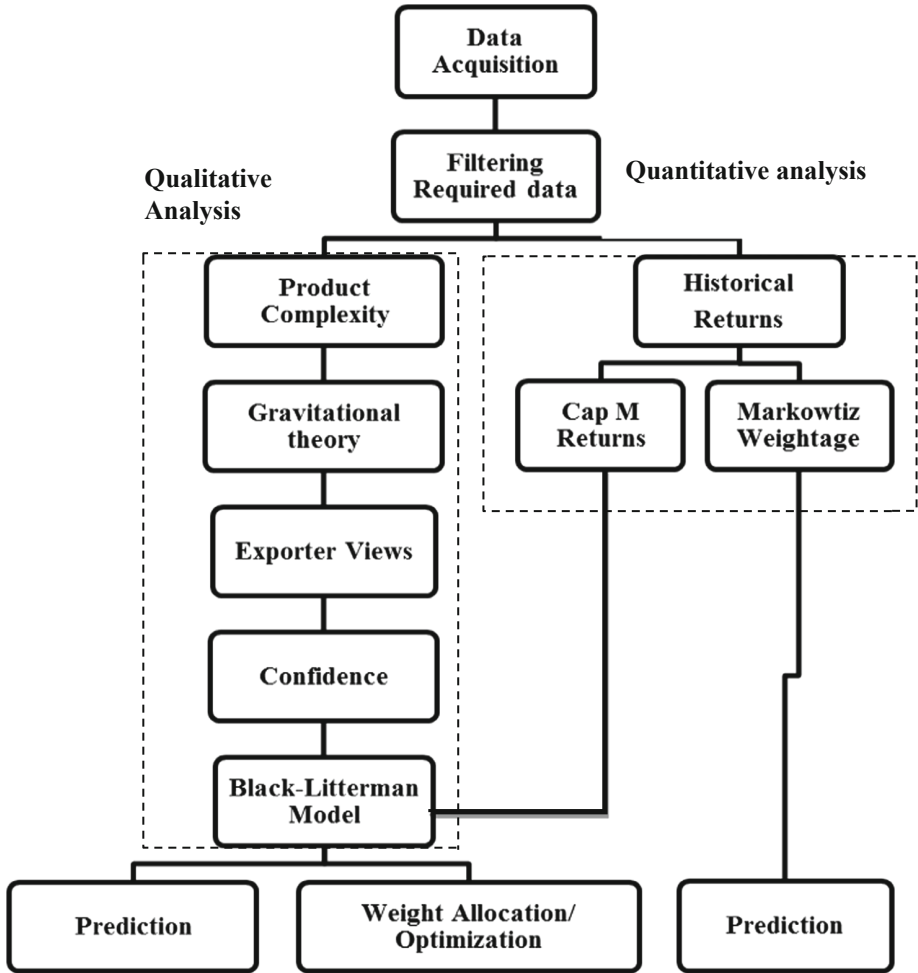 Data
Acquisition
Filtering
Required data
Qualitative
Analysis
Quantitative analysis
Product
Complexity
Gravitational
theory
Exporter Views
Confidence
Black-Litterman
Model
Historical
Returns
Cap M
Returns
Markowtiz
Weightage
Prediction
Weight Allocation/
Optimization
Prediction